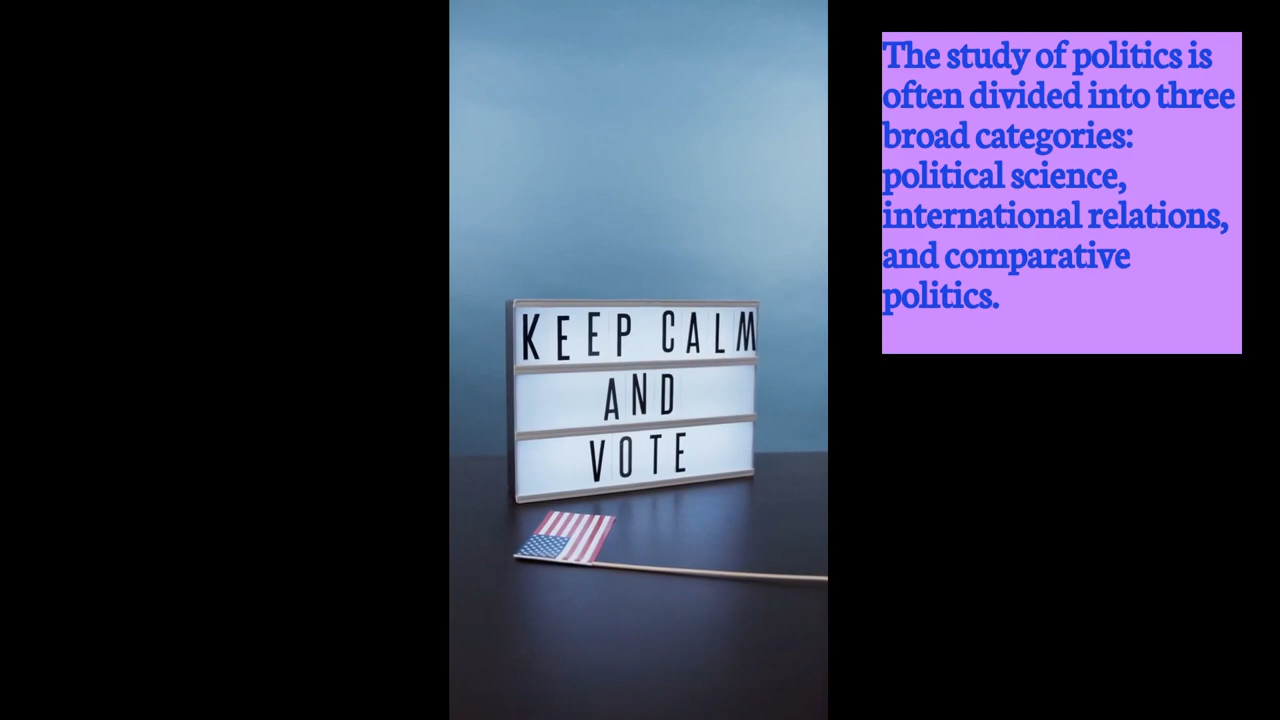 KEEP CALM
AND
VOTE
The study of politics is
often divided into three
broad categories:
political science,
international relations,
and comparative
politics.